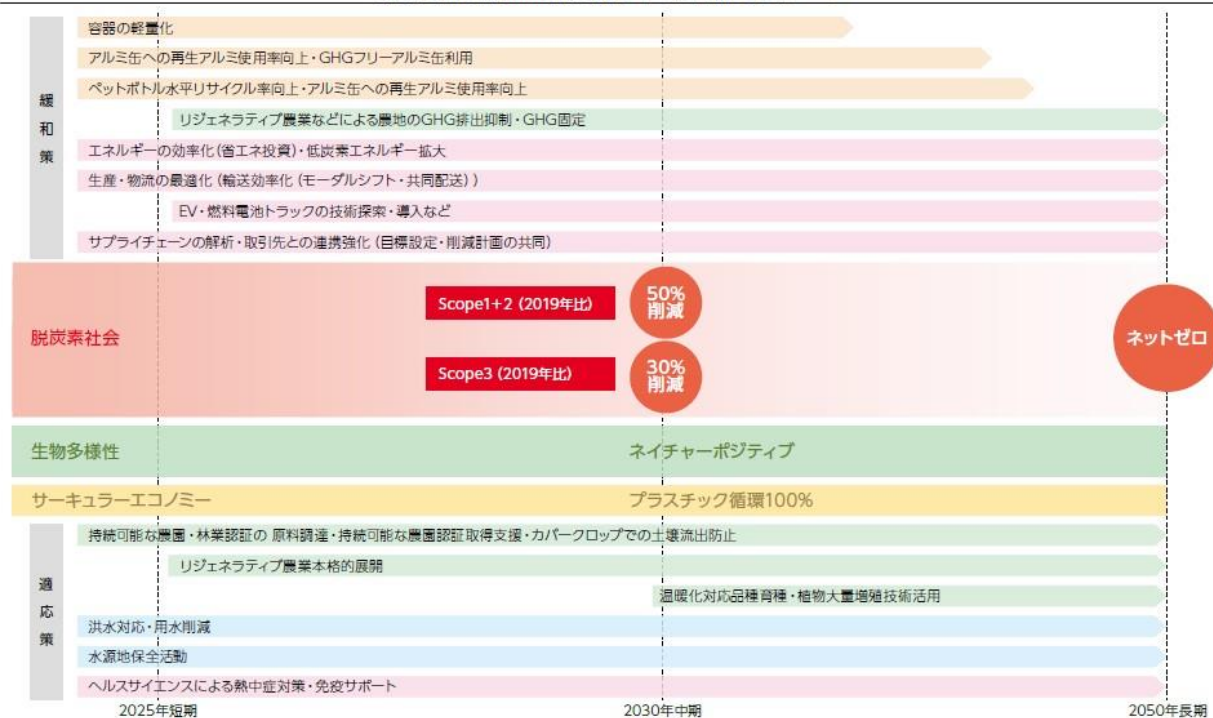 緩和策
容器の軽量化
アルミ缶への再生アルミ使用率向上・GHGフリーアルミ缶利用
ペットボトル水平リサイクル率向上・アルミ缶への再生アルミ使用率向上
リジェネラティブ農業などによる農地のGHG排出抑制・GHG固定
エネルギーの効率化(省エネ投資)・低炭素エネルギー拡大
生産・物流の最適化(輸送効率化(モーダルシフト・共同配送))
EV・燃料電池トラックの技術探索・導入など
サプライチェーンの解析・取引先との連携強化(目標設定・削減計画の共同)
脱炭素社会
Scope1+2 (2019年比)
50%
削減
Scope3 (2019年比)
30%
削減
ネットゼロ
生物多様性
ネイチャーポジティブ
サーキュラーエコノミー
プラスチック循環100%
適応策
持続可能な農園・林業認証の 原料調達・持続可能な農園認証取得支援・カバークロップでの土壌流出防止
リジェネラティブ農業本格的展開
温暖化対応品種育種・植物大量増殖技術活用
洪水対応・用水削減
水源地保全活動
ヘルスサイエンスによる熱中症対策・免疫サポート
2025年短期
2030年中期
2050年長期